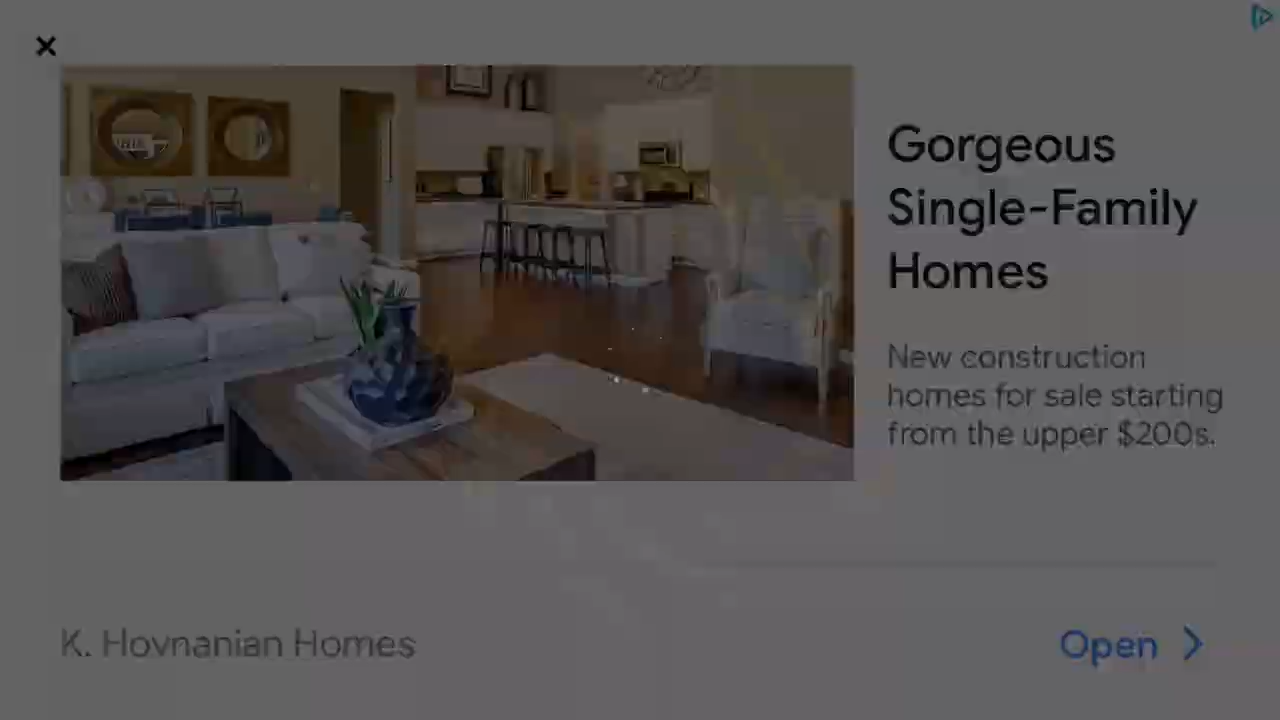 Gorgeous
Single-Family
Homes
New construction
homes for sale starting
from the upper $200s.
K. Hovnanian Homes
Open